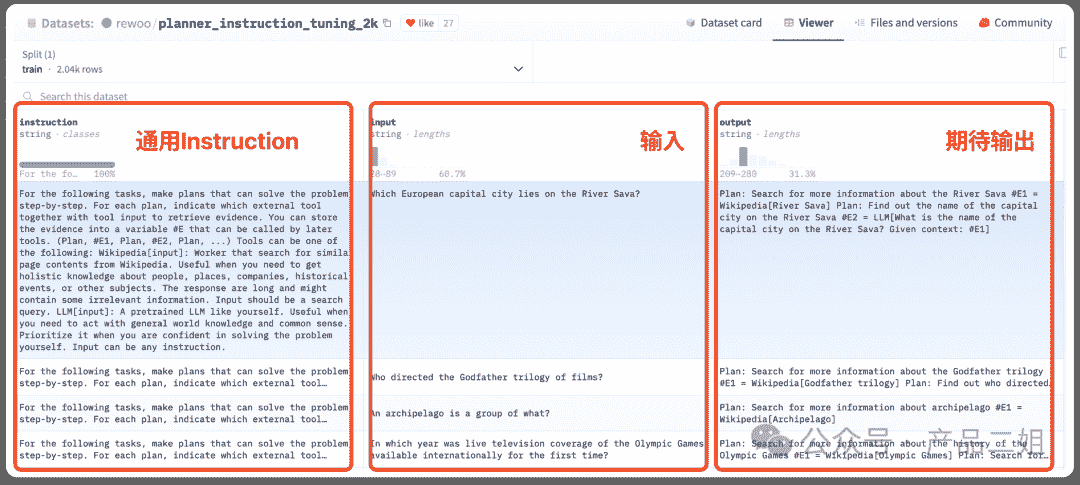 Datasets: rewoo/planner_instruction_tuning_2k like 27
Dataset card Viewer Files and versions Community
Split (1)
train · 2.04k rows
Search this dataset
instruction
string · classes
通用Instruction
For the fo… 100%
input
string · lengths
输入
28-89 60.7%
output
string · lengths
期待输出
209-280 31.3%
For the following tasks, make plans that can solve the problem
step-by-step. For each plan, indicate which external tool
together with tool input to retrieve evidence. You can store
the evidence into a variable #E that can be called by later
tools. (Plan, #E1, Plan, #E2, Plan, ...) Tools can be one of
the following: Wikipedia[input]: Worker that search for simila
page contents from Wikipedia. Useful when you need to get
holistic knowledge about people, places, companies, historical
events, or other subjects. The response are long and might
contain some irrelevant information. Input should be a search
query. LLM[input]: A pretrained LLM like yourself. Useful when
you need to act with general world knowledge and common sense.
Prioritize it when you are confident in solving the problem
yourself. Input can be any instruction.
Which European capital city lies on the River Sava?
Plan: Search for more information about the River Sava #E1 =
Wikipedia[River Sava] Plan: Find out the name of the capital
city on the River Sava #E2 = LLM[What is the name of the
capital city on the River Sava? Given context: #E1]
For the following tasks, make plans that can solve the problem
step-by-step. For each plan, indicate which external tool…
Who directed the Godfather trilogy of films?
Plan: Search for more information about the Godfather trilogy
#E1 = Wikipedia[Godfather trilogy] Plan: Find out who directed…
For the following tasks, make plans that can solve the problem
step-by-step. For each plan, indicate which external tool…
An archipelago is a group of what?
Plan: Search for more information about archipelago #E1 =
Wikipedia[Archipelago]
For the following tasks, make plans that can solve the problem
step-by-step. For each plan, indicate which external tool…
In which year was live television coverage of the Olympic Games
available internationally for the first time?
Plan: Search for more information about the history of the
Olympic Games #E1 = Wikipedia[Olympic Games] Plan: Search for…
公众号 · 产品二姐